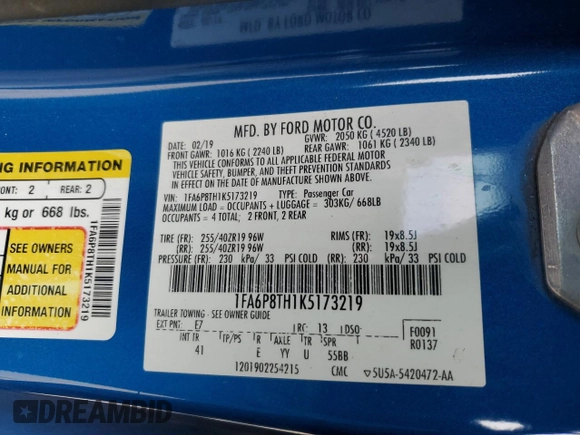 NG INFORMATION
ONT: 2 REAR: 2
kg or 668 lbs.
SEE OWNERS
MANUAL FOR
ADDITIONAL
INFORMATION
1FA6P8TH1K5173219
MFD. BY FORD MOTOR CO.
DATE: 02/19 GVWR: 2050 KG ( 4520 LB)
FRONT GAWR: 1016 KG ( 2240 LB) REAR GAWR: 1061 KG ( 2340 LB)
THIS VEHICLE CONFORMS TO ALL APPLICABLE FEDERAL MOTOR
VEHICLE SAFETY, BUMPER, AND THEFT PREVENTION STANDARDS
IN EFFECT ON THE DATE OF MANUFACTURE SHOWN ABOVE.
VIN: 1FA6P8TH1K5173219 TYPE: Passenger Car
MAXIMUM LOAD = OCCUPANTS + LUGGAGE = 303KG/ 668LB
OCCUPANTS = 4 TOTAL; 2 FRONT, 2 REAR
TIRE (FR): 255/40ZR19 96W RIMS (FR): 19x8.5J
(RR): 255/40ZR19 96W (RR): 19x8.5J
PRESSURE (FR): 230 kPa/ 33 PSI COLD (RR): 230 kPa/33 PSI COLD
1FA6P8TH1K5173219
TRAILER TOWING - SEE OWNER GUIDE
EXT PNT: E7 RC: 13 DSO: F0091
INT TR TP/PS R AXLE TR SPR R0137
41 E YY U 55BB
1201902254215 CMC ▽5U5A-5420472-AA
DREAMBID